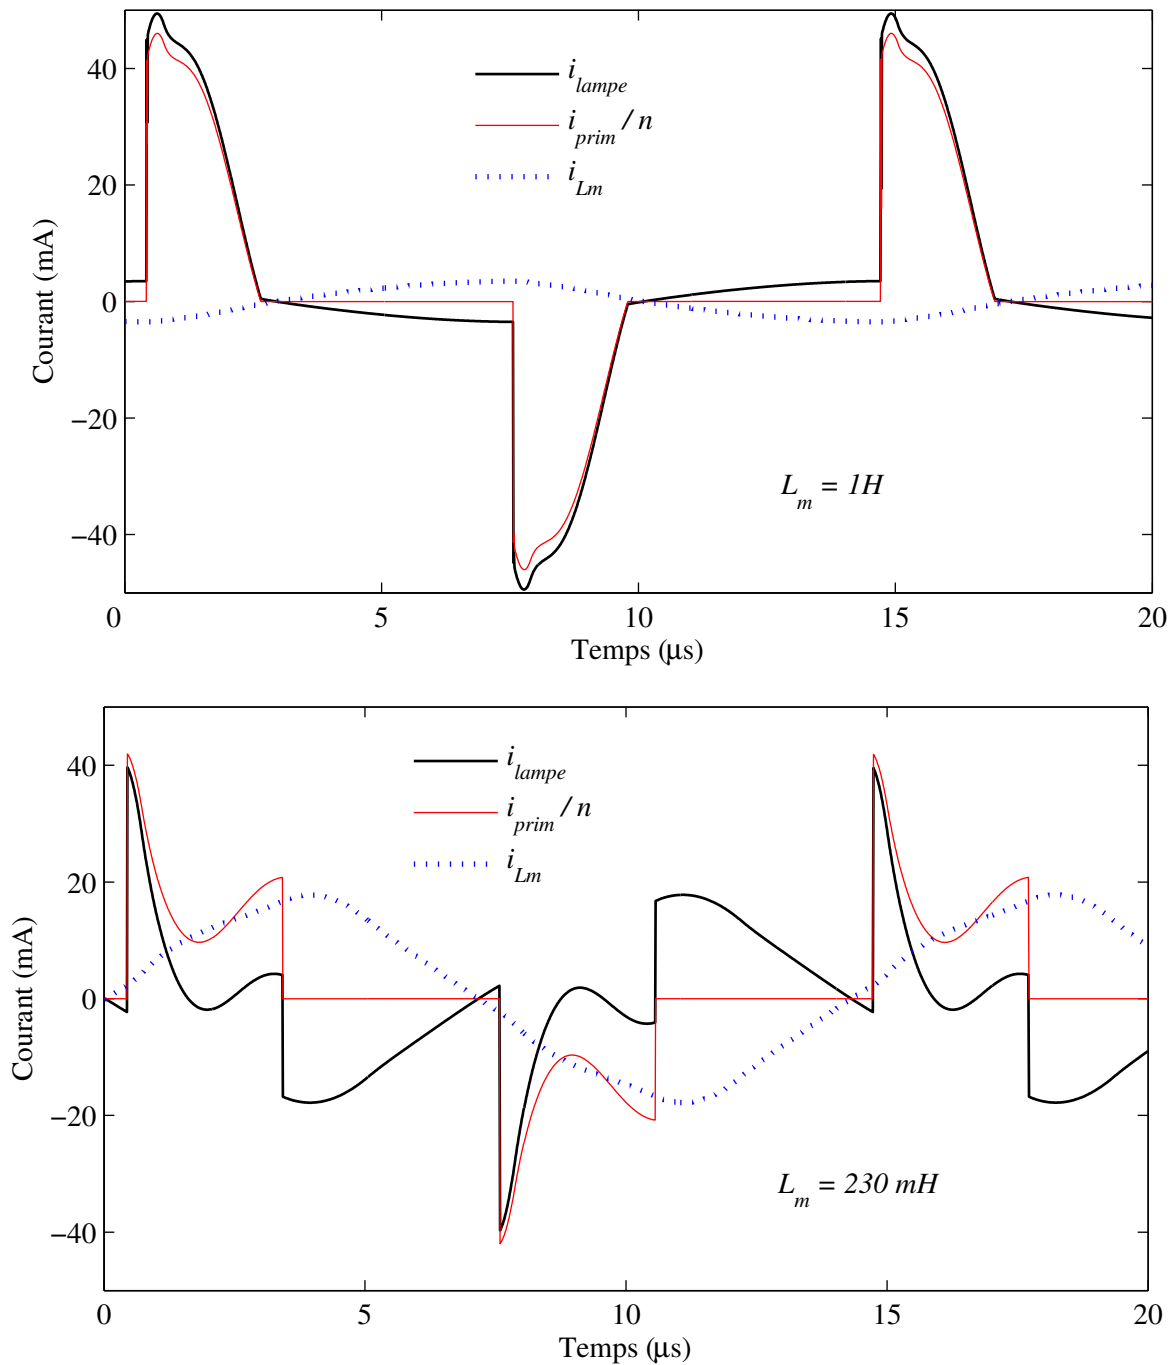 40
20
0
−20
−40
Courant (mA)
i_lampe
i_prim / n
i_Lm
L_m = 1H
0 5 10 15 20
Temps (µs)
40
20
0
−20
−40
Courant (mA)
i_lampe
i_prim / n
i_Lm
L_m = 230 mH
0 5 10 15 20
Temps (µs)